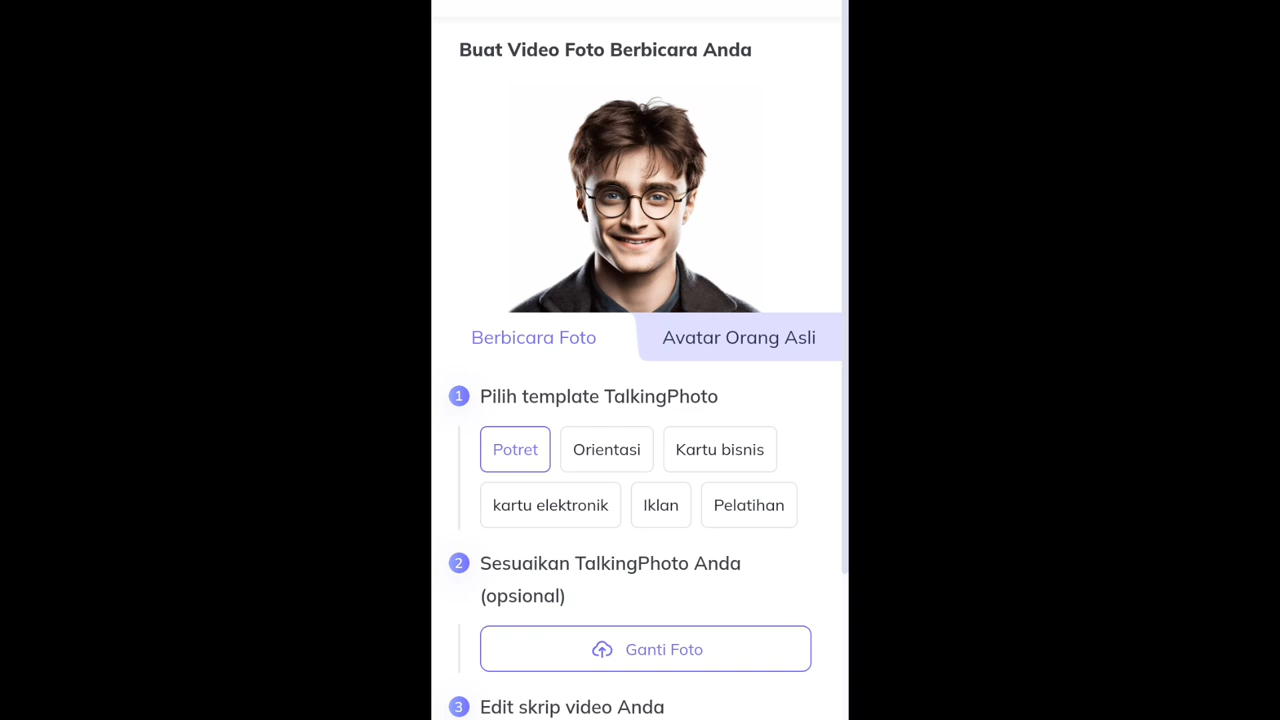 Buat Video Foto Berbicara Anda
Berbicara Foto
Avatar Orang Asli
1 Pilih template TalkingPhoto
Potret
Orientasi
Kartu bisnis
kartu elektronik
Iklan
Pelatihan
2 Sesuaikan TalkingPhoto Anda
(opsional)
Ganti Foto
3 Edit skrip video Anda